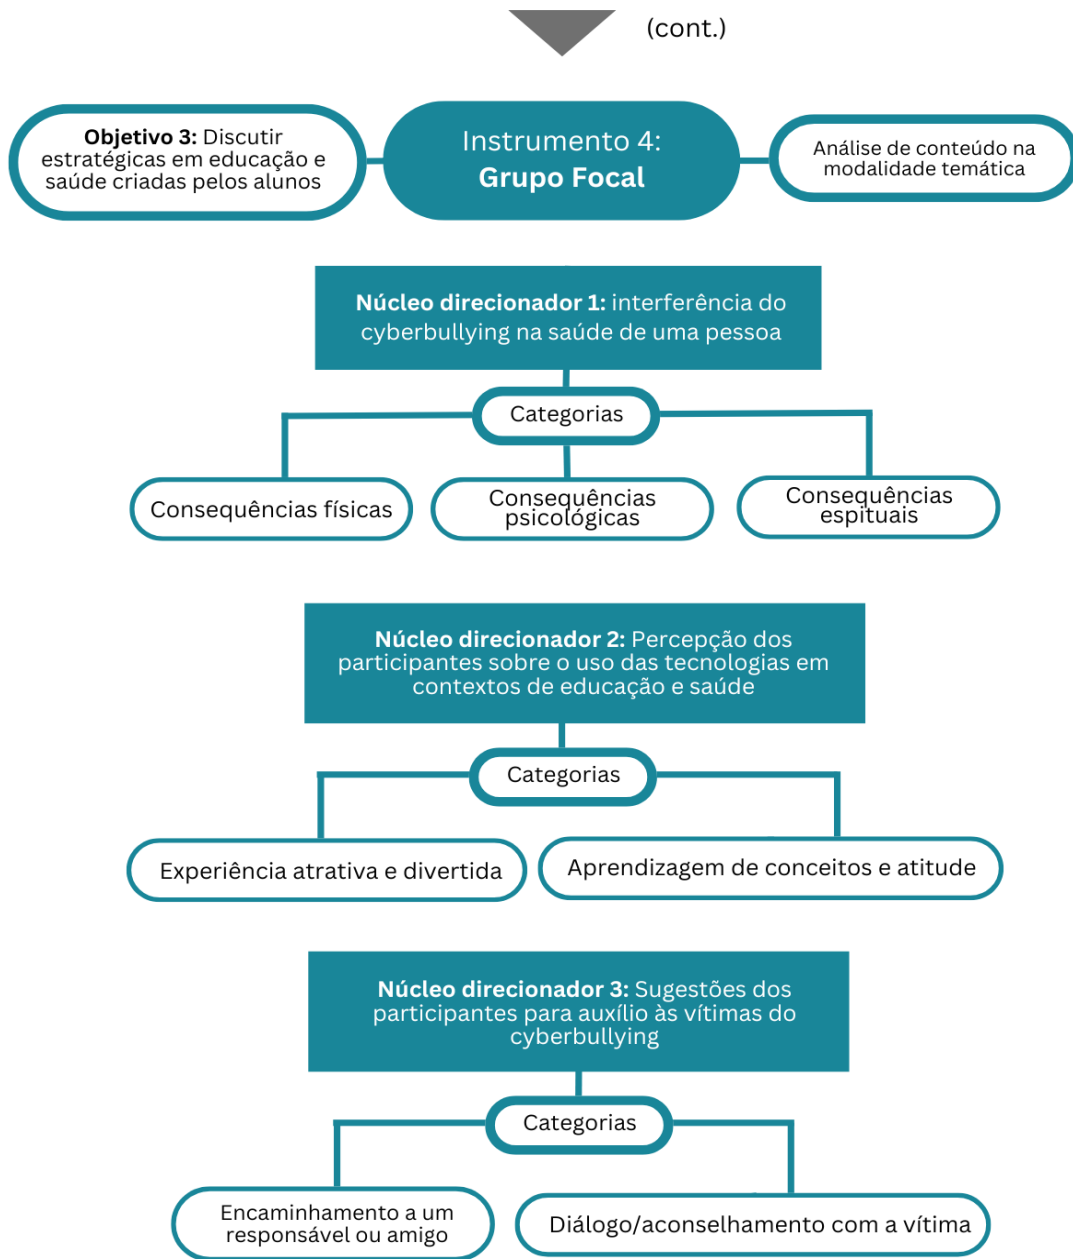 (cont.)
Objetivo 3: Discutir
estratégicas em educação e
saúde criadas pelos alunos
Instrumento 4:
Grupo Focal
Análise de conteúdo na
modalidade temática
Núcleo direcionador 1: interferência do
cyberbullying na saúde de uma pessoa
Categorias
Consequências físicas
Consequências
psicológicas
Consequências
espituais
Núcleo direcionador 2: Percepção dos
participantes sobre o uso das tecnologias em
contextos de educação e saúde
Categorias
Experiência atrativa e divertida
Aprendizagem de conceitos e atitude
Núcleo direcionador 3: Sugestões dos
participantes para auxílio às vítimas do
cyberbullying
Categorias
Encaminhamento a um
responsável ou amigo
Diálogo/aconselhamento com a vítima